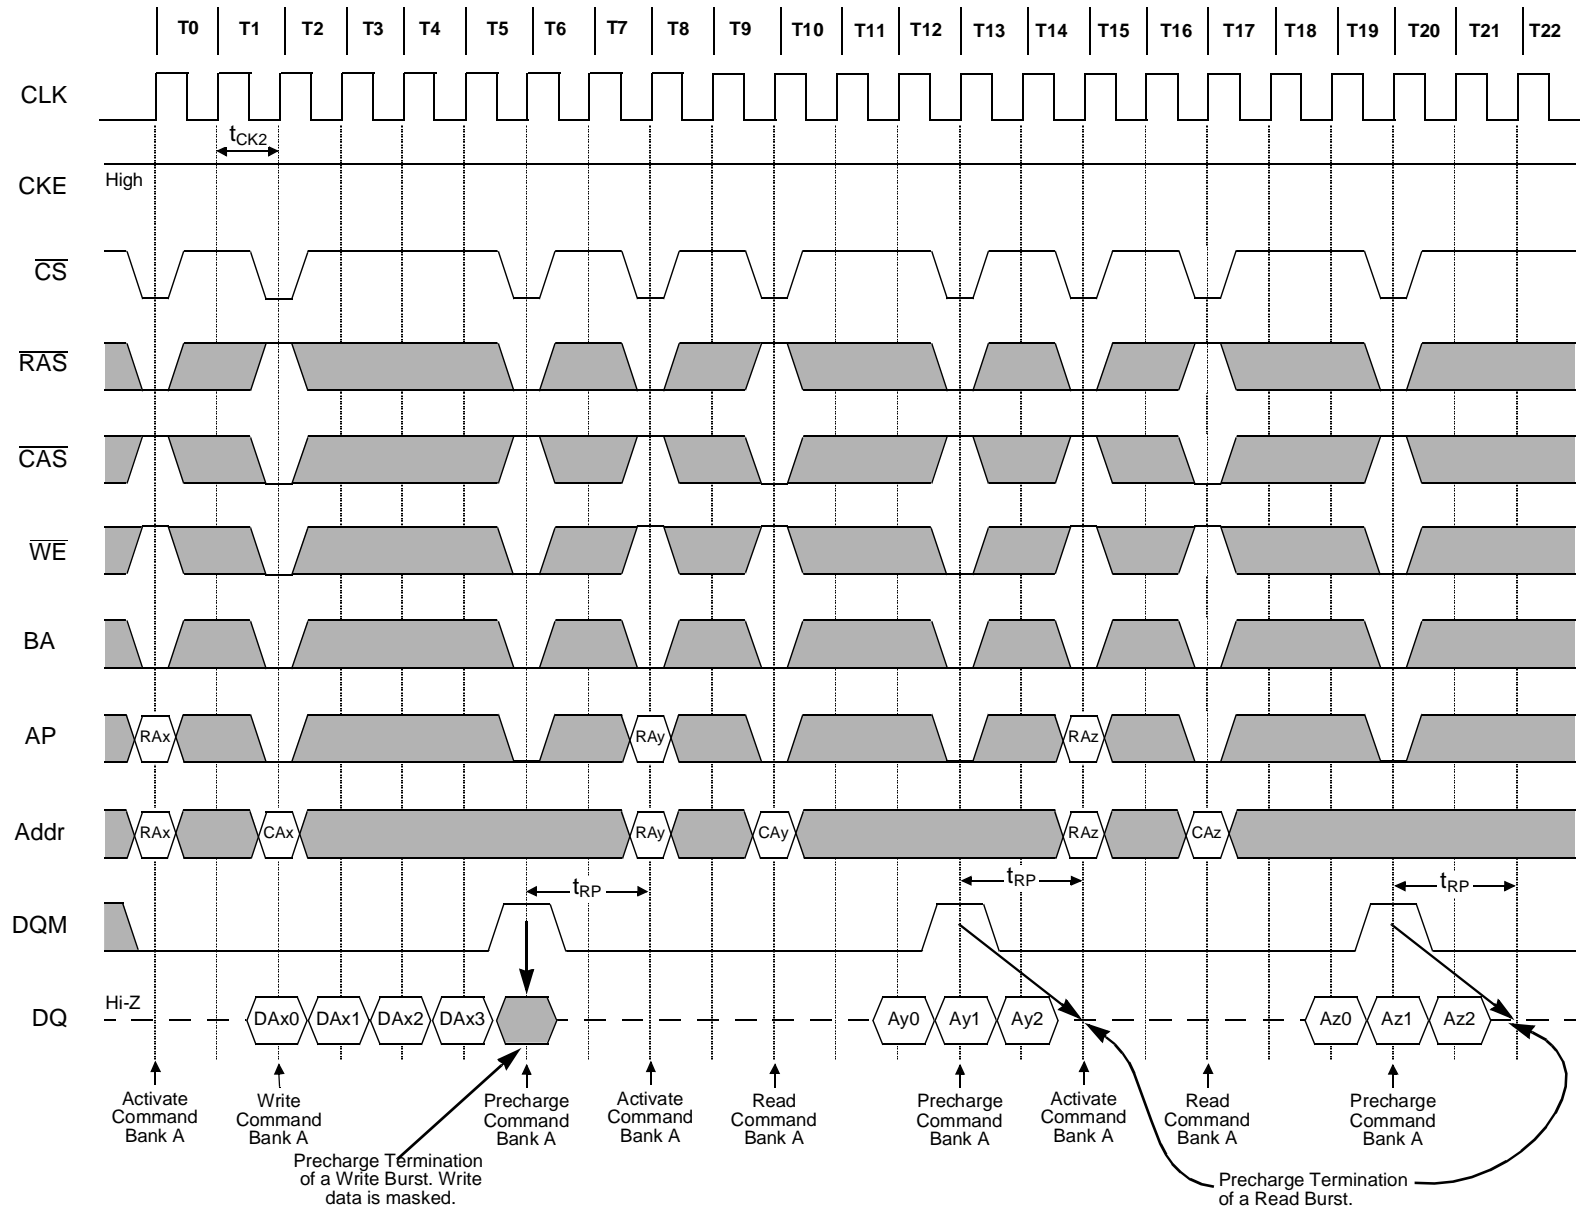 T0 T1 T2 T3 T4 T5 T6 T7 T8 T9 T10 T11 T12 T13 T14 T15 T16 T17 T18 T19 T20 T21 T22
CLK
tCK2
CKE
High
CS
RAS
CAS
WE
BA
AP
RAx RAy RAz
Addr
RAx CAx RAy CAy RAz CAz
tRP tRP tRP
DQM
Hi-Z
DQ
DAx0 DAx1 DAx2 DAx3 Ay0 Ay1 Ay2 Az0 Az1 Az2
Activate
Command
Bank A
Write
Command
Bank A
Precharge
Command
Bank A
Activate
Command
Bank A
Read
Command
Bank A
Precharge
Command
Bank A
Activate
Command
Bank A
Read
Command
Bank A
Precharge
Command
Bank A
Precharge Termination
of a Write Burst. Write
data is masked.
Precharge Termination
of a Read Burst.